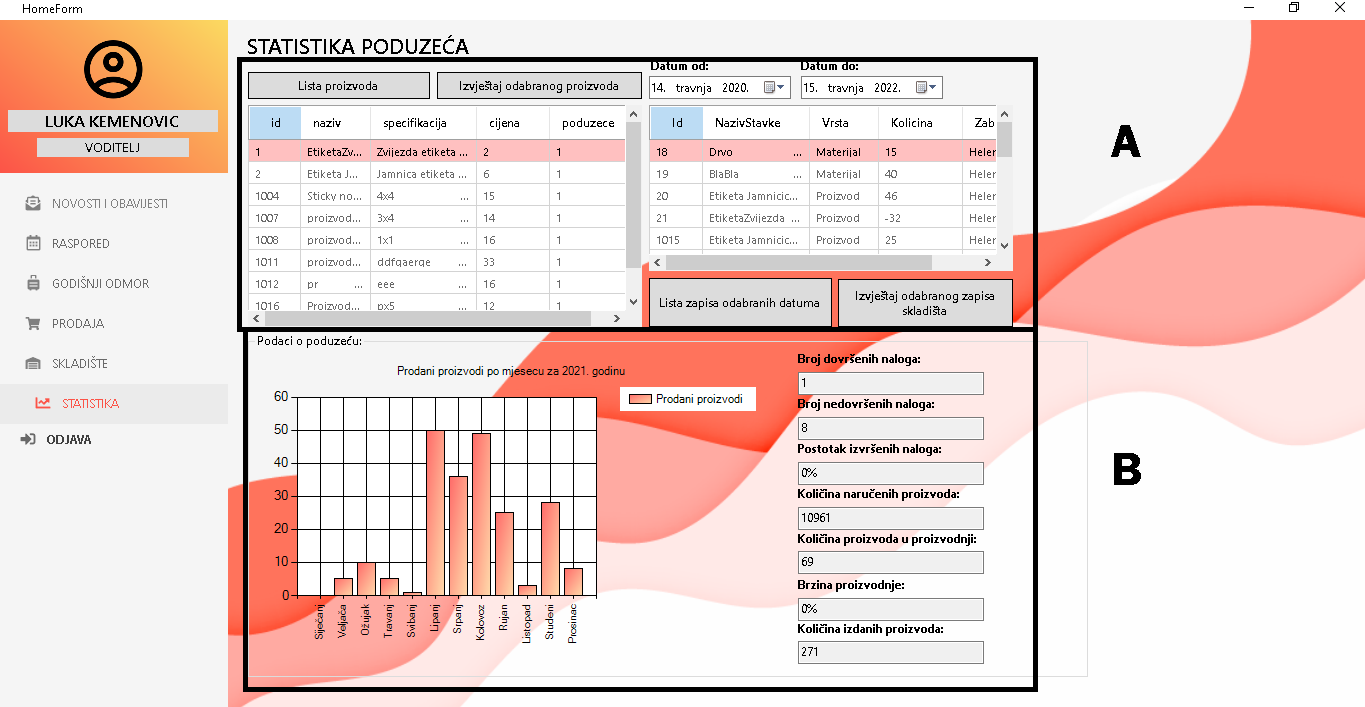 HomeForm
LUKA KEMENOVIC
VODITELJ
NOVOSTI I OBAVIJESTI
RASPORED
GODIŠNJI ODMOR
PRODAJA
SKLADIŠTE
STATISTIKA
ODJAVA
STATISTIKA PODUZEĆA
Lista proizvoda
Izvještaj odabranog proizvoda
id naziv specifikacija cijena poduzece
1 EtiketaZv... Zvijezda etiketa ... 2 1
2 Etiketa J... Jamnica etiketa ... 6 1
1004 Sticky no... 4x4 ... 15 1
1007 proizvod... 3x4 ... 14 1
1008 proizvod... 1x1 ... 16 1
1011 proizvod... ddfgaerge ... 33 1
1012 pr ... eee ... 16 1
1016 Proizvod... px5 ... 12 1
Datum od:
Datum do:
14. travnja 2020.
15. travnja 2022.
Id NazivStavke Vrsta Kolicina Zab
18 Drvo ... Materijal 15 Heler
19 BlaBla ... Materijal 40 Heler
20 Etiketa Jamnicic... Proizvod 46 Heler
21 EtiketaZvijezda ... Proizvod -32 Heler
1015 Etiketa Jamnicic... Proizvod 25 Heler
Lista zapisa odabranih datuma
Izvještaj odabranog zapisa
skladišta
A
Podaci o poduzeću:
Prodani proizvodi po mjesecu za 2021. godinu
Prodani proizvodi
60
50
40
30
20
10
0
Siječanj
Veljača
Ožujak
Travanj
Svibanj
Lipanj
Srpanj
Kolovoz
Rujan
Listopad
Studeni
Prosinac
Broj dovršenih naloga:
1
Broj nedovršenih naloga:
8
Postotak izvršenih naloga:
0%
Količina naručenih proizvoda:
10961
Količina proizvoda u proizvodnji:
69
Brzina proizvodnje:
0%
Količina izdanih proizvoda:
271
B